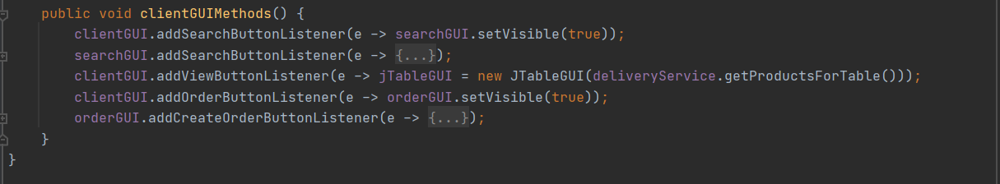 public void clientGUIMethods() {
    clientGUI.addSearchButtonListener(e -> searchGUI.setVisible(true));
    searchGUI.addSearchButtonListener(e -> {...});
    clientGUI.addViewButtonListener(e -> jTableGUI = new JTableGUI(deliveryService.getProductsForTable()));
    clientGUI.addOrderButtonListener(e -> orderGUI.setVisible(true));
    orderGUI.addCreateOrderButtonListener(e -> {...});
}
}